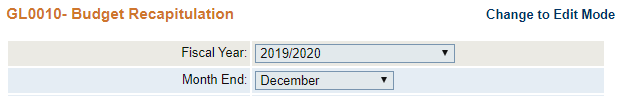 GL0010- Budget Recapitulation Change to Edit Mode
Fiscal Year: 2019/2020
Month End: December